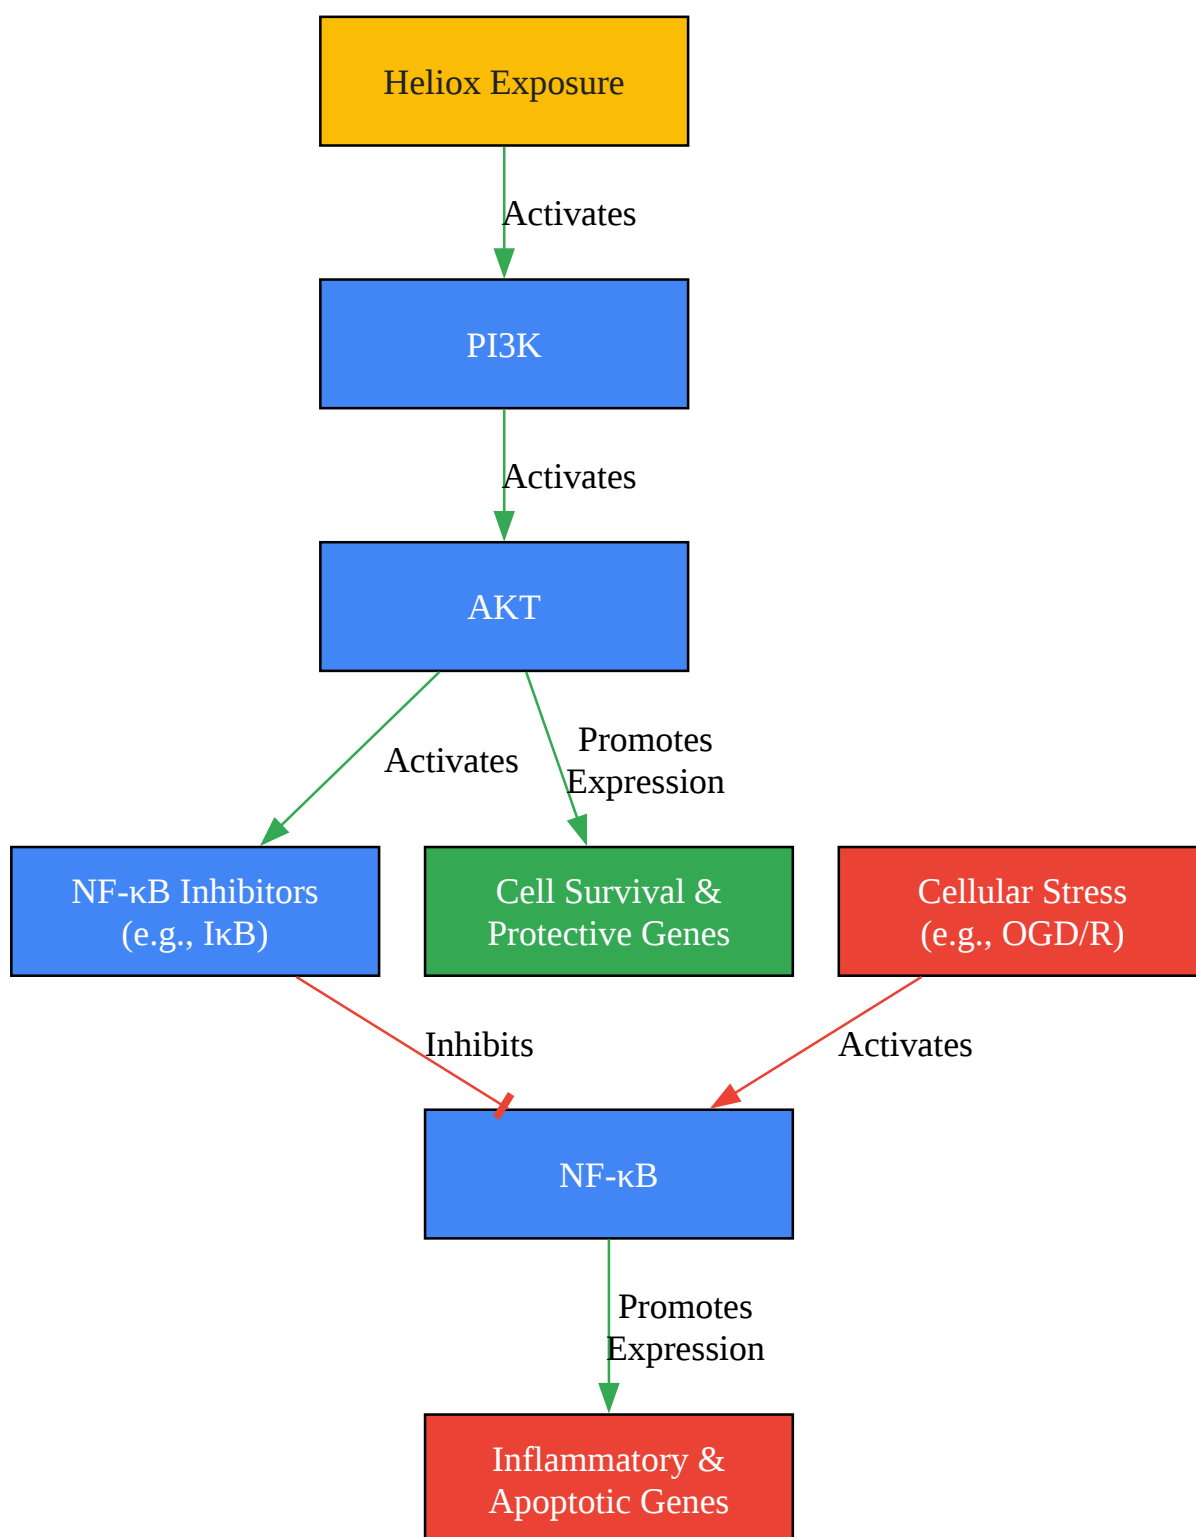 Heliox Exposure
Activates
PI3K
Activates
AKT
Activates
Promotes
Expression
NF-κB Inhibitors
(e.g., IκB)
Cell Survival &
Protective Genes
Cellular Stress
(e.g., OGD/R)
Inhibits
Activates
NF-κB
Promotes
Expression
Inflammatory &
Apoptotic Genes